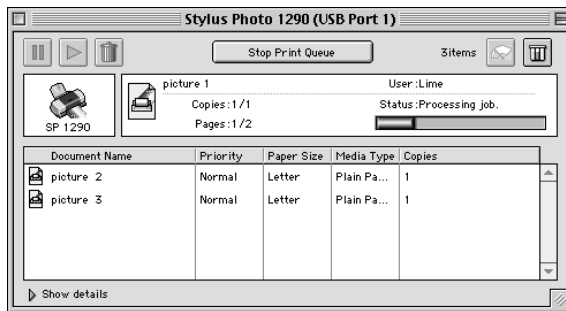 Stylus Photo 1290 (USB Port 1)
Stop Print Queue
3items
picture 1
User:Lime
Copies:1/1
Status:Processing job.
SP 1290
Pages:1/2
Document Name Priority Paper Size Media Type Copies
picture 2 Normal Letter Plain Pa... 1
picture 3 Normal Letter Plain Pa... 1
Show details